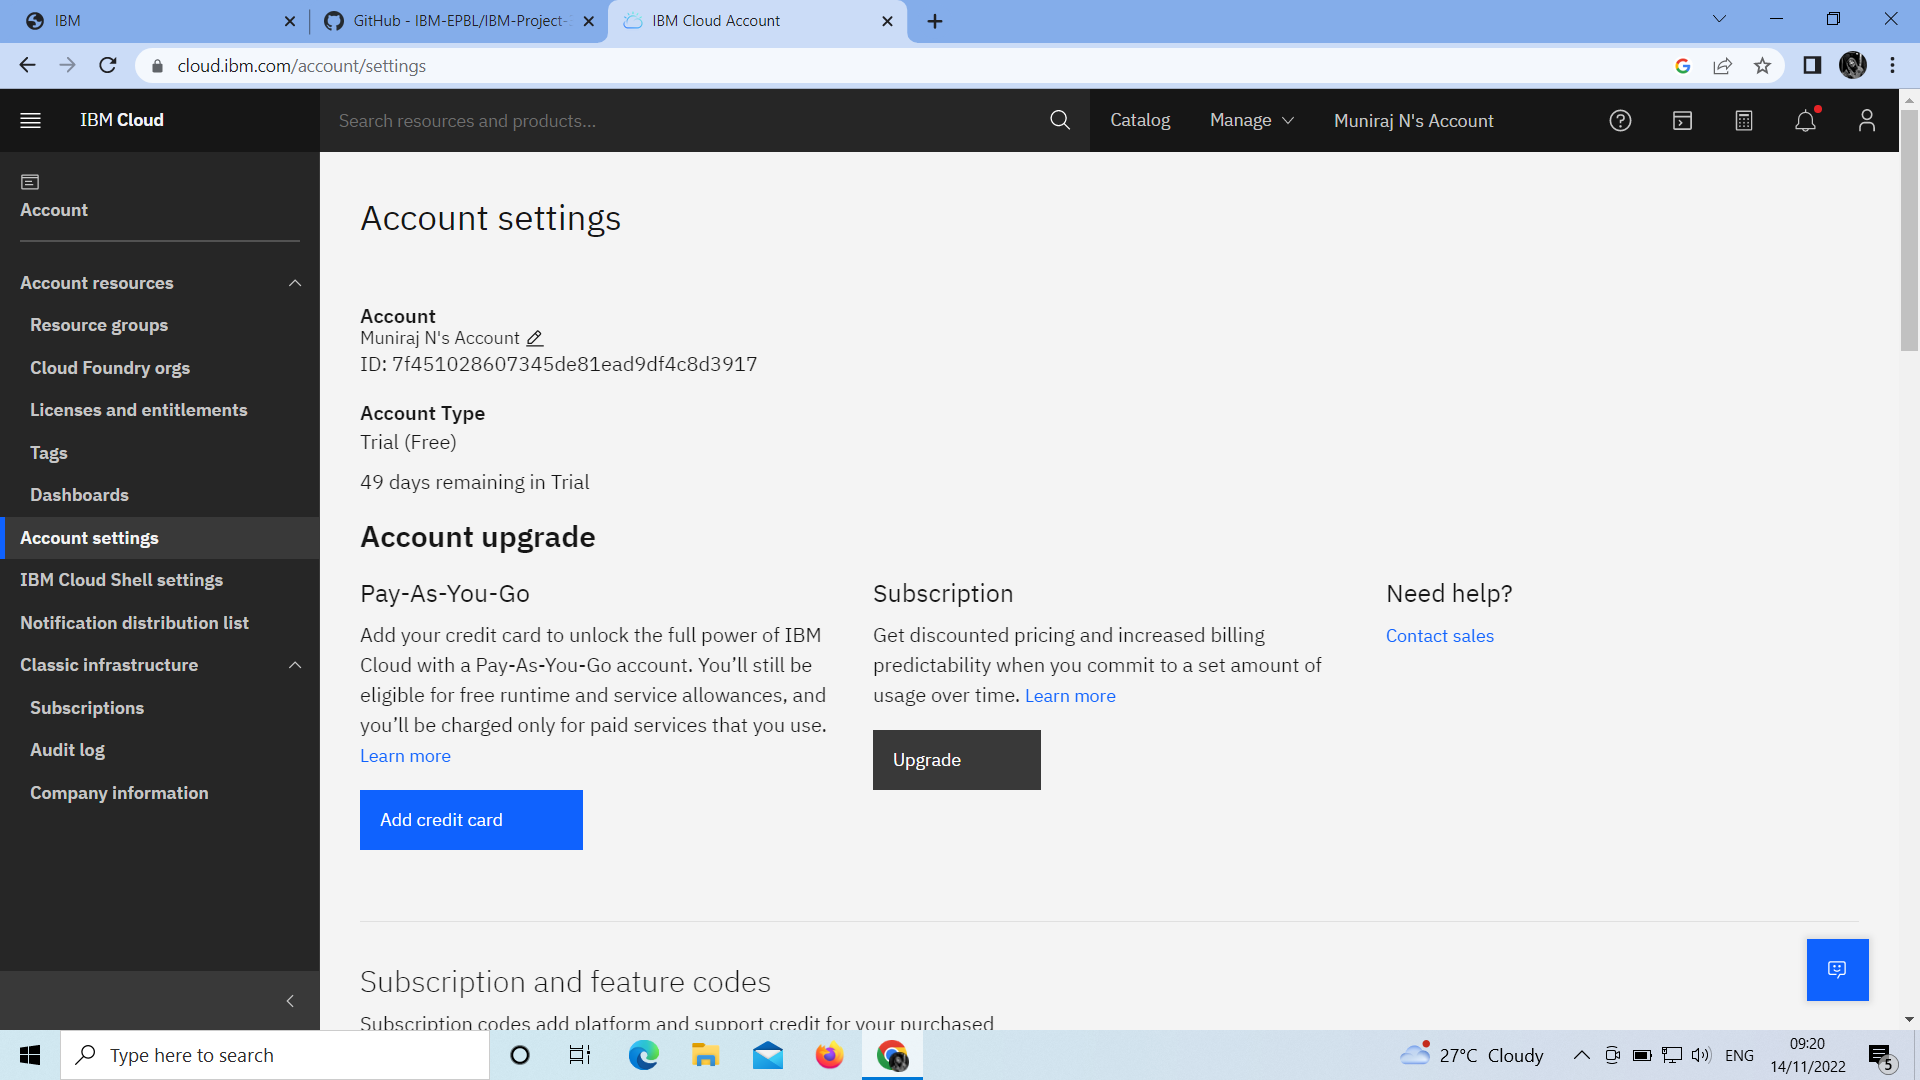 IBM
GitHub - IBM-EPBL/IBM-Project-
IBM Cloud Account
cloud.ibm.com/account/settings
IBM Cloud
Search resources and products...
Catalog
Manage
Muniraj N's Account
Account
Account resources
Resource groups
Cloud Foundry orgs
Licenses and entitlements
Tags
Dashboards
Account settings
IBM Cloud Shell settings
Notification distribution list
Classic infrastructure
Subscriptions
Audit log
Company information
Account settings
Account
Muniraj N's Account
ID: 7f451028607345de81ead9df4c8d3917
Account Type
Trial (Free)
49 days remaining in Trial
Account upgrade
Pay-As-You-Go
Add your credit card to unlock the full power of IBM
Cloud with a Pay-As-You-Go account. You’ll still be
eligible for free runtime and service allowances, and
you’ll be charged only for paid services that you use.
Learn more
Add credit card
Subscription
Get discounted pricing and increased billing
predictability when you commit to a set amount of
usage over time. Learn more
Upgrade
Need help?
Contact sales
Subscription and feature codes
Subscription codes add platform and support credit for your purchased
Type here to search
27°C Cloudy
ENG
09:20
14/11/2022
5